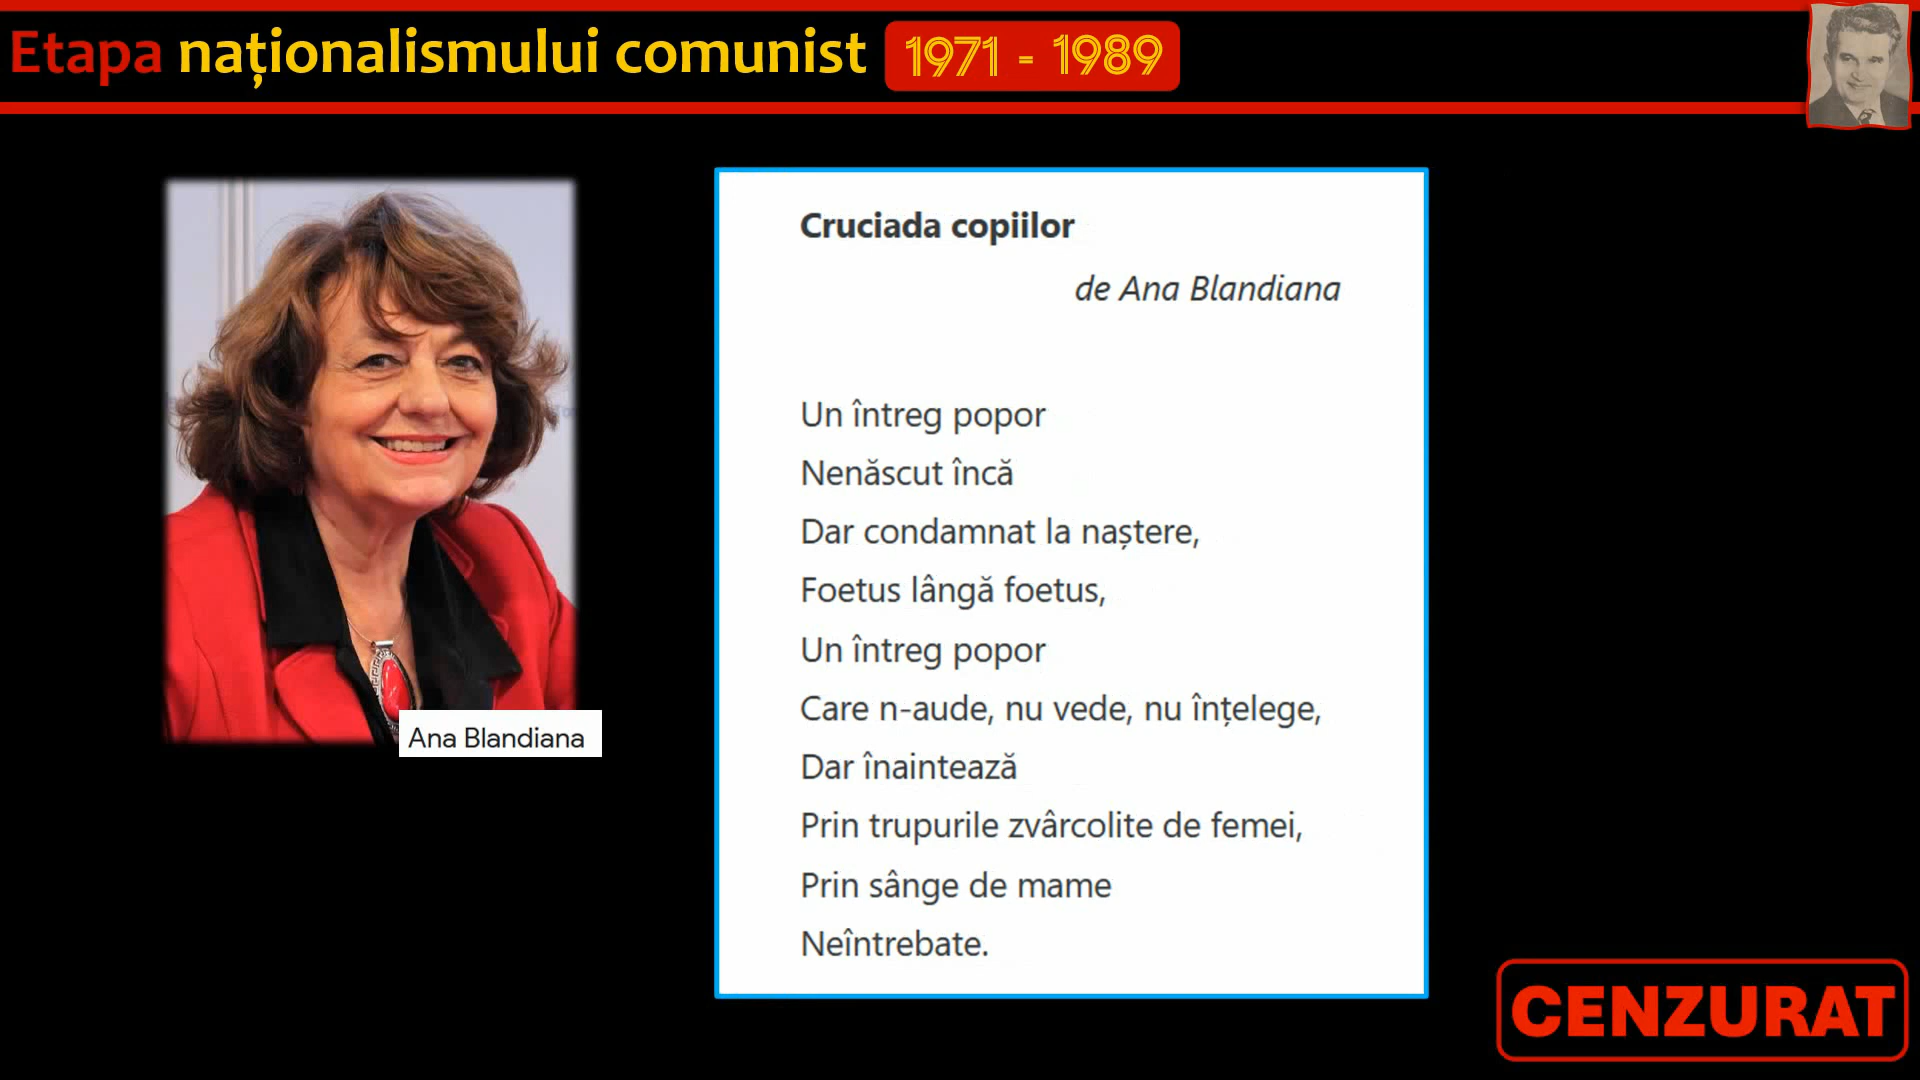 Etapa naționalismului comunist 1971 - 1989
Cruciada copiilor
de Ana Blandiana
Un întreg popor
Nenăscut încă
Dar condamnat la naștere,
Foetus lângă foetus,
Un întreg popor
Care n-aude, nu vede, nu înțelege,
Dar înaintează
Prin trupurile zvârcolite de femei,
Prin sânge de mame
Neîntrebate.
Ana Blandiana
CENZURAT